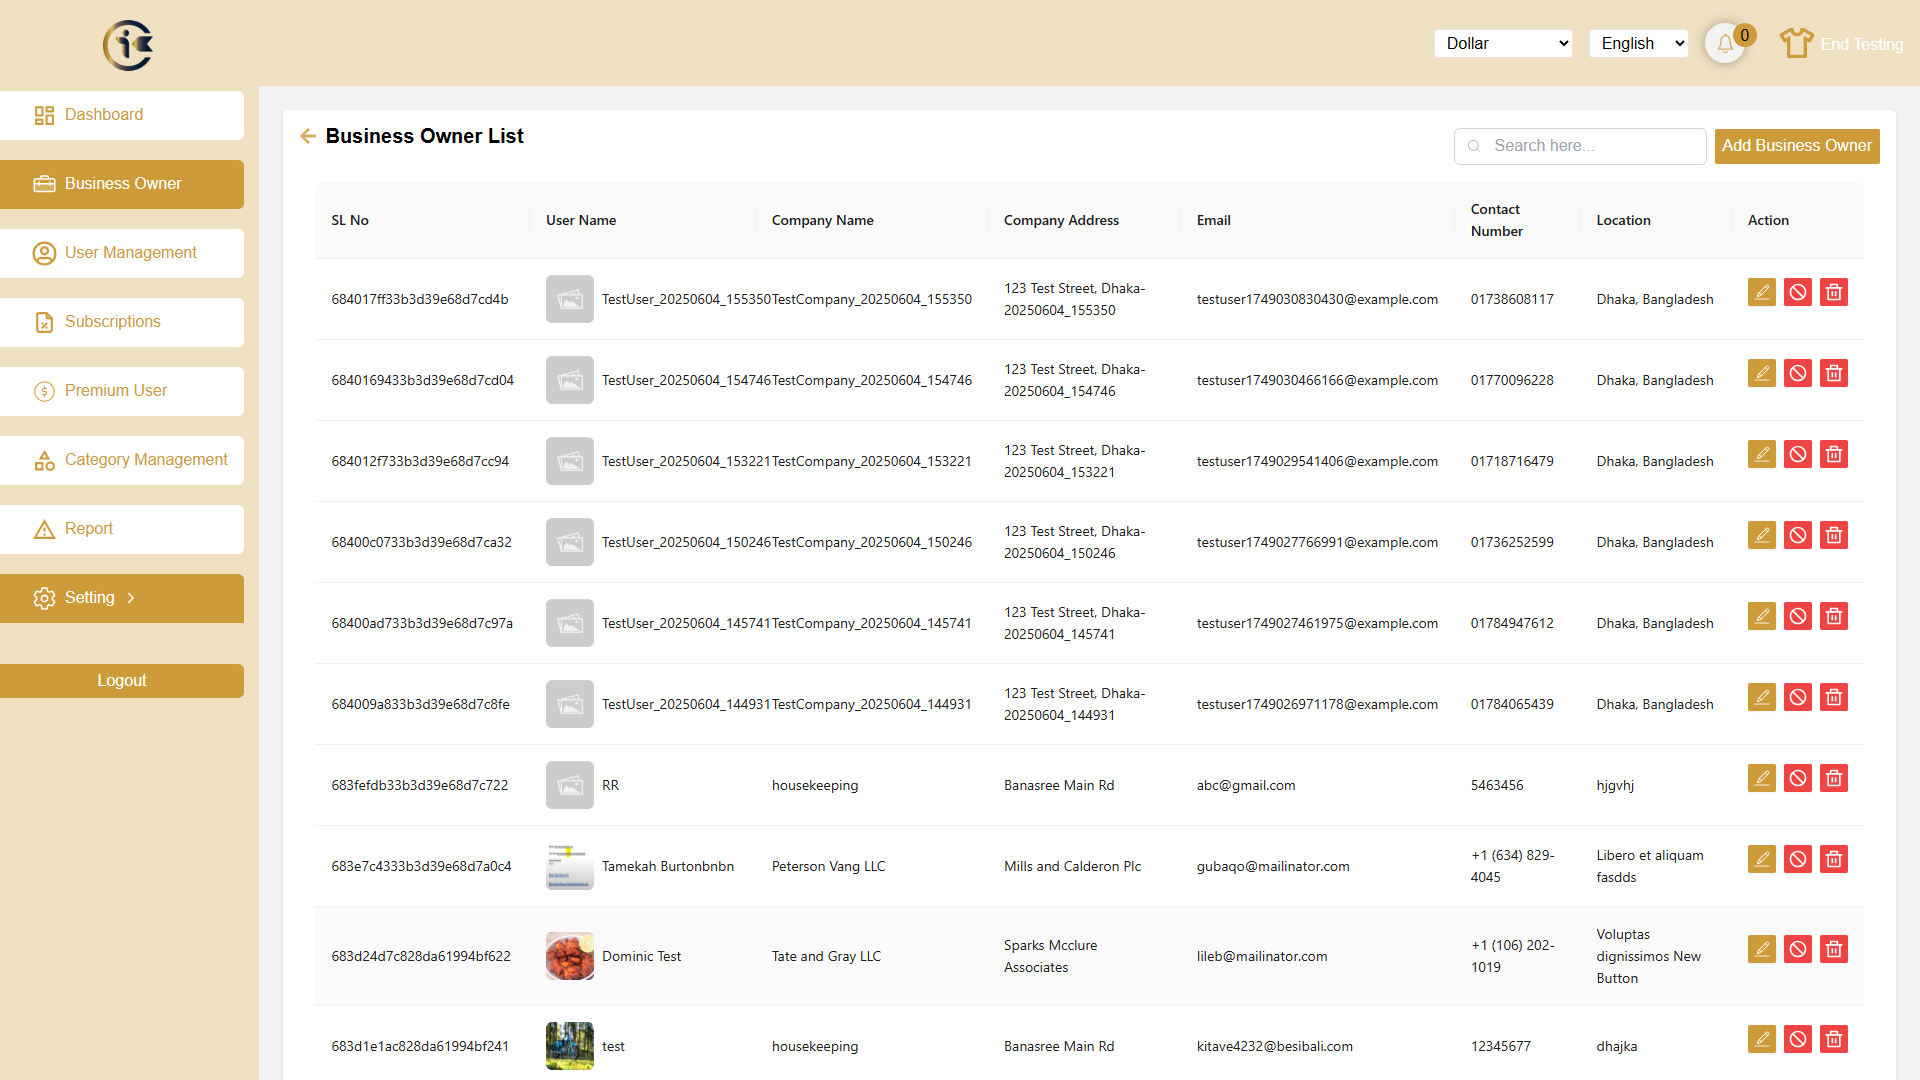 Dollar
English
0
End Testing
Dashboard
Business Owner
User Management
Subscriptions
Premium User
Category Management
Report
Setting
Logout
Business Owner List
Search here...
Add Business Owner
SL No User Name Company Name Company Address Email Contact Number Location Action
684017ff33b3d39e68d7cd4b TestUser_20250604_155350 TestCompany_20250604_155350 123 Test Street, Dhaka-20250604_155350 testuser1749030830430@example.com 01738608117 Dhaka, Bangladesh
6840169433b3d39e68d7cd04 TestUser_20250604_154746 TestCompany_20250604_154746 123 Test Street, Dhaka-20250604_154746 testuser1749030466166@example.com 01770096228 Dhaka, Bangladesh
684012f733b3d39e68d7cc94 TestUser_20250604_153221 TestCompany_20250604_153221 123 Test Street, Dhaka-20250604_153221 testuser1749029541406@example.com 01718716479 Dhaka, Bangladesh
68400c0733b3d39e68d7ca32 TestUser_20250604_150246 TestCompany_20250604_150246 123 Test Street, Dhaka-20250604_150246 testuser1749027766991@example.com 01736252599 Dhaka, Bangladesh
68400ad733b3d39e68d7c97a TestUser_20250604_145741 TestCompany_20250604_145741 123 Test Street, Dhaka-20250604_145741 testuser1749027461975@example.com 01784947612 Dhaka, Bangladesh
684009a833b3d39e68d7c8fe TestUser_20250604_144931 TestCompany_20250604_144931 123 Test Street, Dhaka-20250604_144931 testuser1749026971178@example.com 01784065439 Dhaka, Bangladesh
683fefdb33b3d39e68d7c722 RR housekeeping Banasree Main Rd abc@gmail.com 5463456 hjgvhj
683e7c4333b3d39e68d7a0c4 Tamekah Burtonbnbn Peterson Vang LLC Mills and Calderon Plc gubaqo@mailinator.com +1 (634) 829-4045 Libero et aliquam fasdds
683d24d7c828da61994bf622 Dominic Test Tate and Gray LLC Sparks Mcclure Associates lileb@mailinator.com +1 (106) 202-1019 Voluptas dignissimos New Button
683d1e1ac828da61994bf241 test housekeeping Banasree Main Rd kitave4232@besibali.com 12345677 dhajka